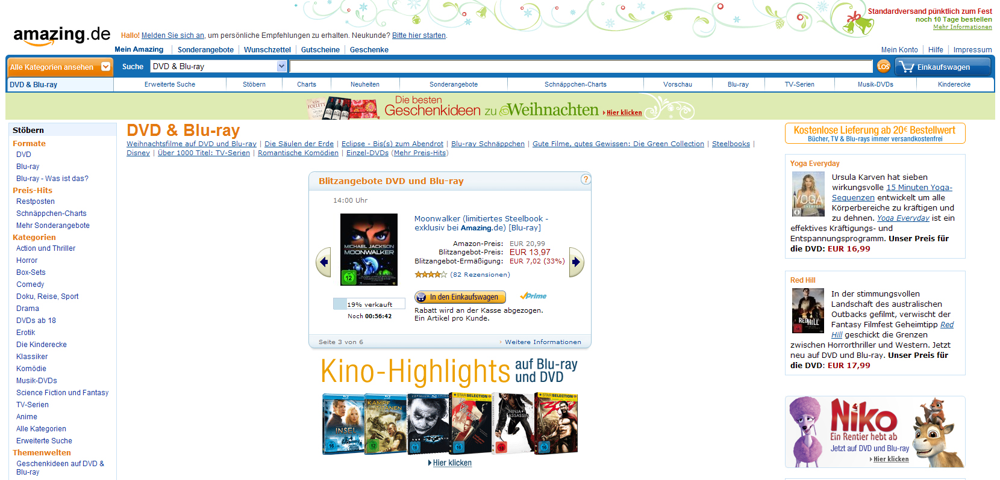 Standardversand pünktlich zum Fest
noch 10 Tage bestellen
Mehr Informationen
amazing.de
Hallo! Melden Sie sich an, um persönliche Empfehlungen zu erhalten. Neukunde? Bitte hier starten.
Mein Amazing Sonderangebote Wunschzettel Gutscheine Geschenke
Mein Konto Hilfe Impressum
Alle Kategorien ansehen Suche DVD & Blu-ray LOS Einkaufswagen
DVD & Blu-ray Erweiterte Suche Stöbern Charts Neuheiten Sonderangebote Schnäppchen-Charts Vorschau Blu-ray TV-Serien Musik-DVDs Kinderecke
KEN FOLLETT
Die besten
Geschenkideen zu Weihnachten Hier klicken
Stöbern
Formate
DVD
Blu-ray
Blu-ray - Was ist das?
Preis-Hits
Restposten
Schnäppchen-Charts
Mehr Sonderangebote
Kategorien
Action und Thriller
Horror
Box-Sets
Comedy
Doku, Reise, Sport
Drama
DVDs ab 18
Erotik
Die Kinderecke
Klassiker
Komödie
Musik-DVDs
Science Fiction und Fantasy
TV-Serien
Anime
Alle Kategorien
Erweiterte Suche
Themenwelten
Geschenkideen auf DVD &
Blu-ray
DVD & Blu-ray
Weihnachtsfilme auf DVD und Blu-ray | Die Säulen der Erde | Eclipse - Bis(s) zum Abendrot | Blu-ray Schnäppchen | Gute Filme, gutes Gewissen: Die Green Collection | Steelbooks |
Disney | Über 1000 Titel: TV-Serien | Romantische Komödien | Einzel-DVDs (Mehr Preis-Hits)
Blitzangebote DVD und Blu-ray ?
14:00 Uhr
MICHAEL JACKSON
MOONWALKER
12
Moonwalker (limitiertes Steelbook -
exklusiv bei Amazing.de) [Blu-ray]
Amazon-Preis: EUR 20,99
Blitzangebot-Preis: EUR 13,97
Blitzangebot-Ermäßigung: EUR 7,02 (33%)
(82 Rezensionen)
In den Einkaufswagen Prime
Rabatt wird an der Kasse abgezogen.
Ein Artikel pro Kunde.
19% verkauft
Noch 00:56:42
Seite 3 von 6 Weitere Informationen
Kino-Highlights auf Blu-ray
und DVD
INSEL
KAMPF
TITANEN
STAR SELECTION
NINJA
ASSASSIN
STAR SELECTION
300
Hier klicken
Kostenlose Lieferung ab 20€ Bestellwert
Bücher, TV & Blu-rays immer versandkostenfrei
Yoga Everyday
YOGA
EVERYDAY
Ursula Karven hat sieben
wirkungsvolle 15 Minuten Yoga-
Sequenzen entwickelt um alle
Körperbereiche zu kräftigen und
zu dehnen. Yoga Everyday ist ein
effektives Kräftigungs- und
Entspannungsprogramm. Unser Preis für
die DVD: EUR 16,99
Red Hill
RED HILL
In der stimmungsvollen
Landschaft des australischen
Outbacks gefilmt, verwischt der
Fantasy Filmfest Geheimtipp Red
Hill geschickt die Grenzen
zwischen Horrorthriller und Western. Jetzt
neu auf DVD und Blu-ray. Unser Preis für
die DVD: EUR 17,99
Niko
Ein Rentier hebt ab
Jetzt auf DVD und Blu-ray
Hier klicken